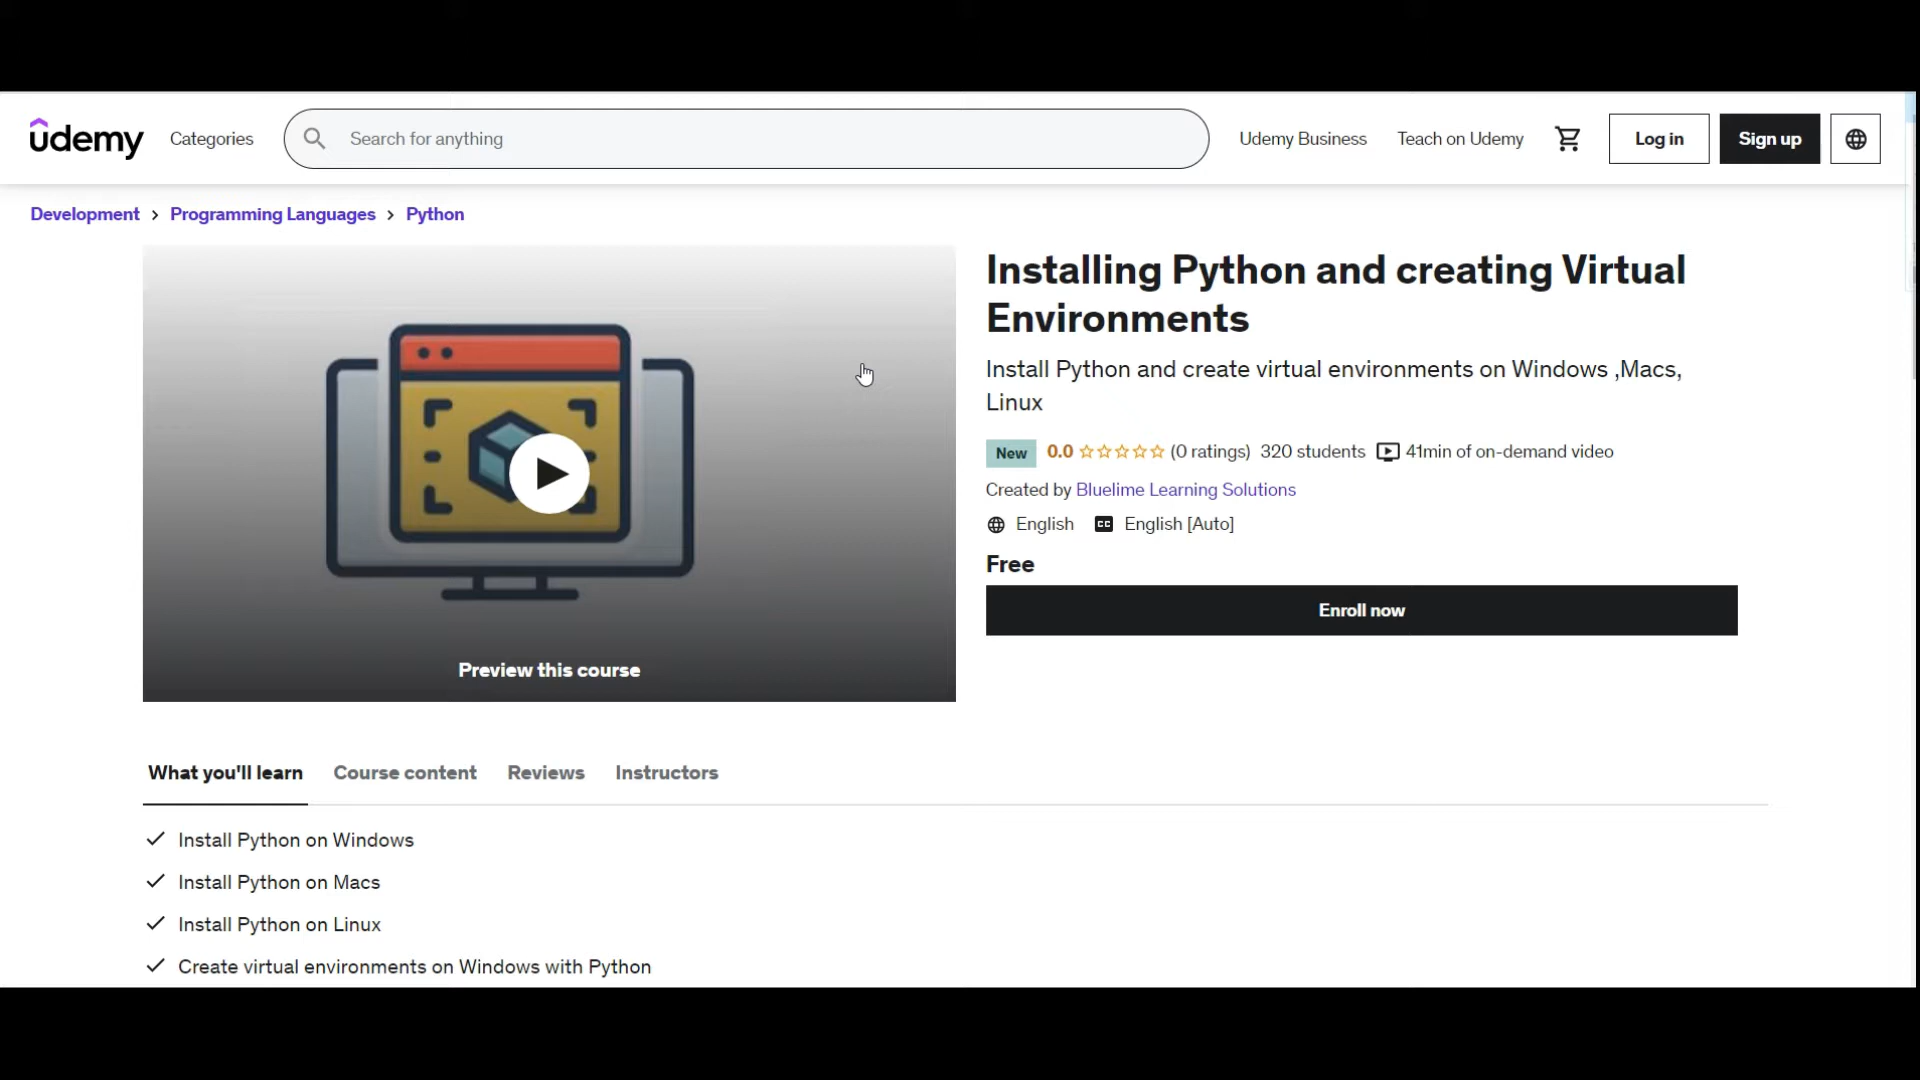 udemy Categories Search for anything Udemy Business Teach on Udemy Log in Sign up
Development > Programming Languages > Python
Installing Python and creating Virtual
Environments
Install Python and create virtual environments on Windows ,Macs,
Linux
New 0.0 (0 ratings) 320 students 41min of on-demand video
Created by Bluelime Learning Solutions
English CC English [Auto]
Free
Enroll now
Preview this course
What you'll learn Course content Reviews Instructors
Install Python on Windows
Install Python on Macs
Install Python on Linux
Create virtual environments on Windows with Python